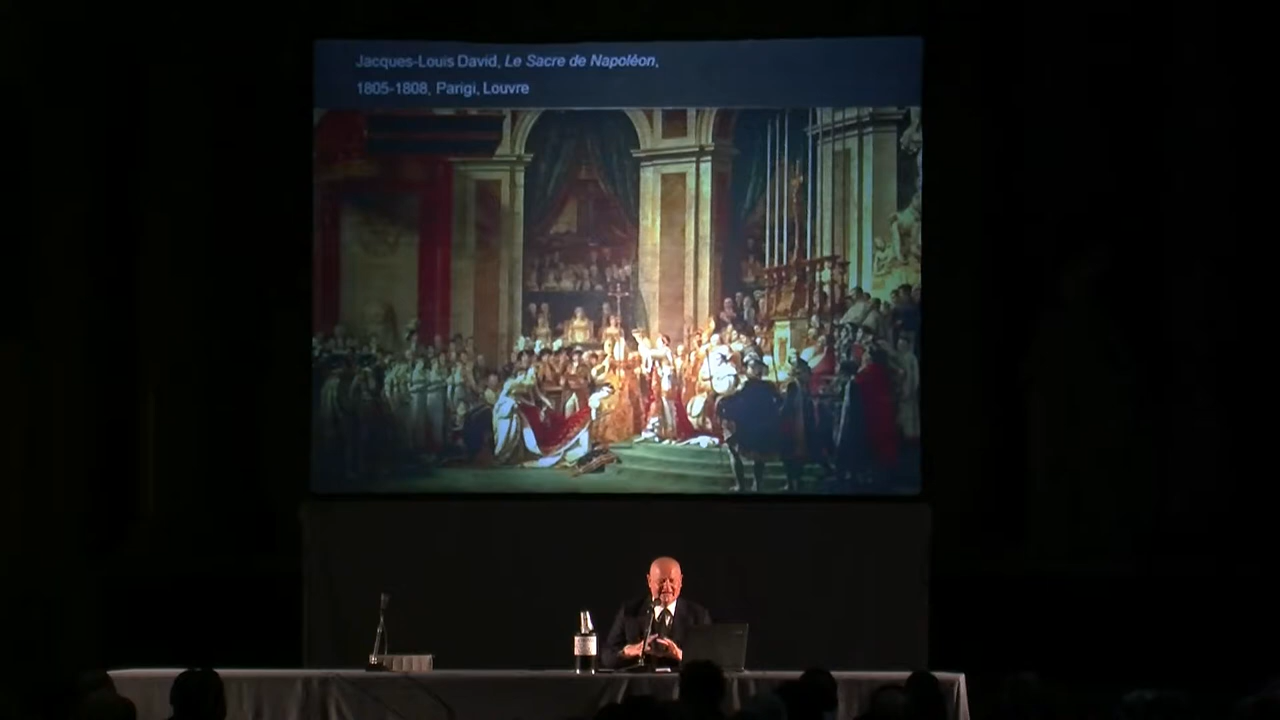 Jacques-Louis David, Le Sacre de Napoléon,
1805-1808, Parigi, Louvre